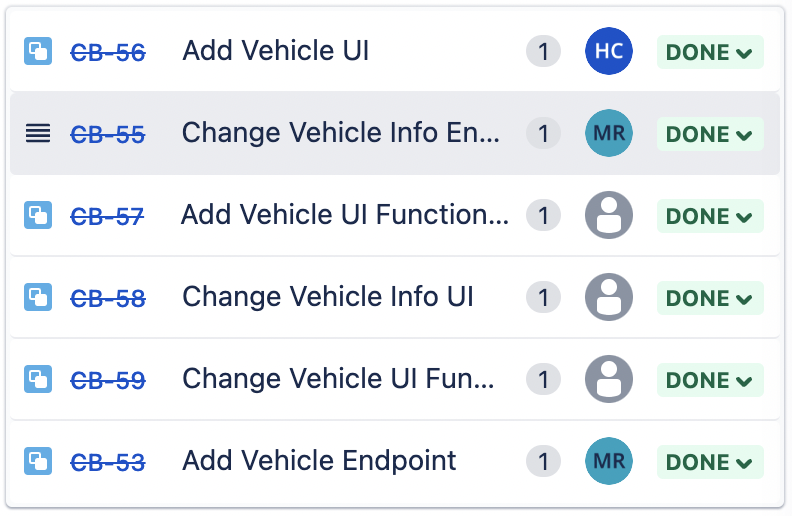 CB-56 Add Vehicle UI 1 HC DONE
CB-55 Change Vehicle Info En... 1 MR DONE
CB-57 Add Vehicle UI Function... 1 DONE
CB-58 Change Vehicle Info UI 1 DONE
CB-59 Change Vehicle UI Fun... 1 DONE
CB-53 Add Vehicle Endpoint 1 MR DONE